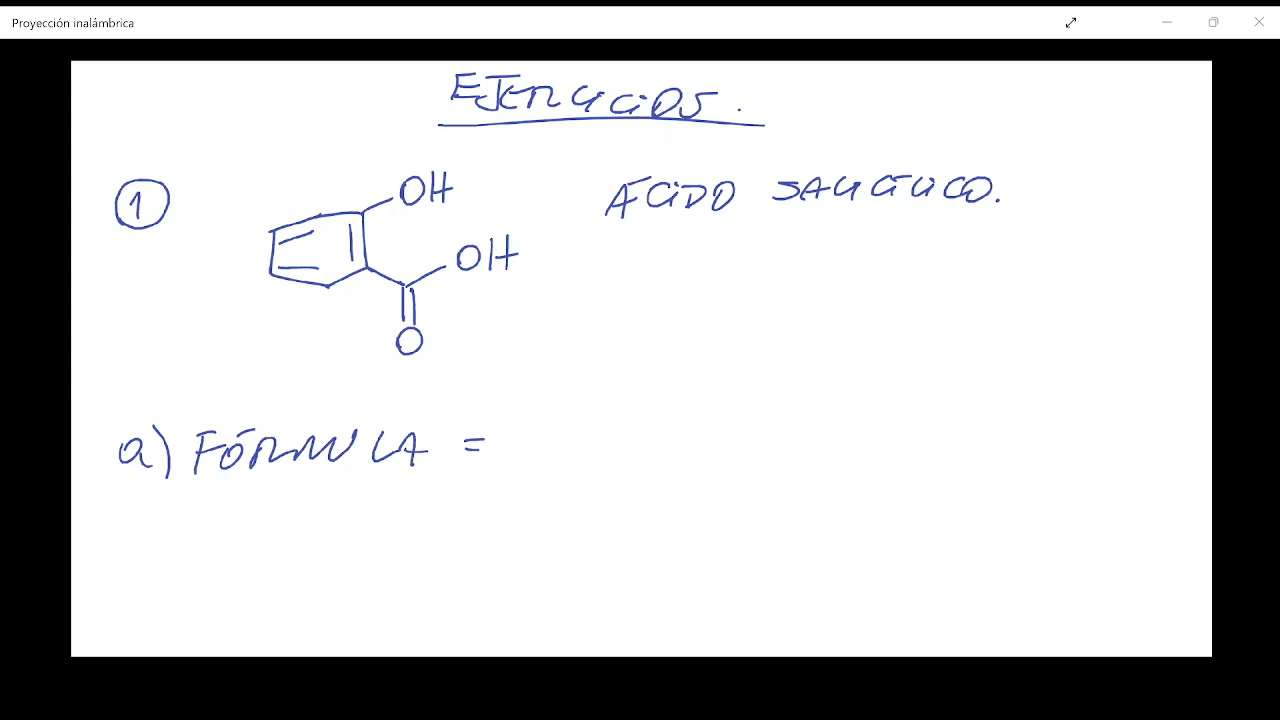 Proyección inalámbrica
EJERCICIOS.
1
OH
ÁCIDO SALICÍLICO.
OH
O
a) FÓRMULA =